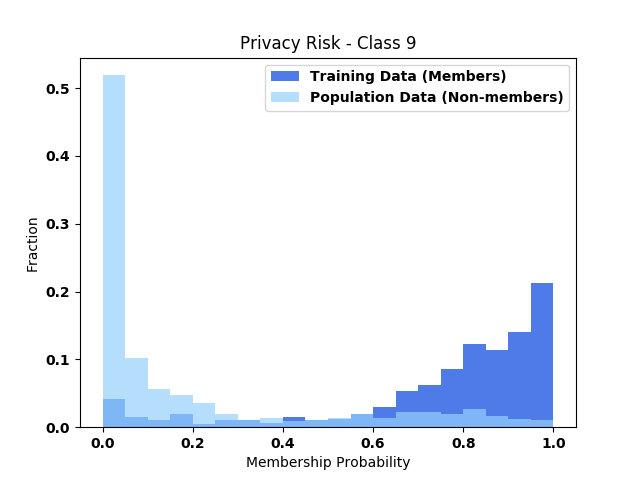 Privacy Risk - Class 9
Training Data (Members)
Population Data (Non-members)
Fraction
0.5
0.4
0.3
0.2
0.1
0.0
0.0 0.2 0.4 0.6 0.8 1.0
Membership Probability